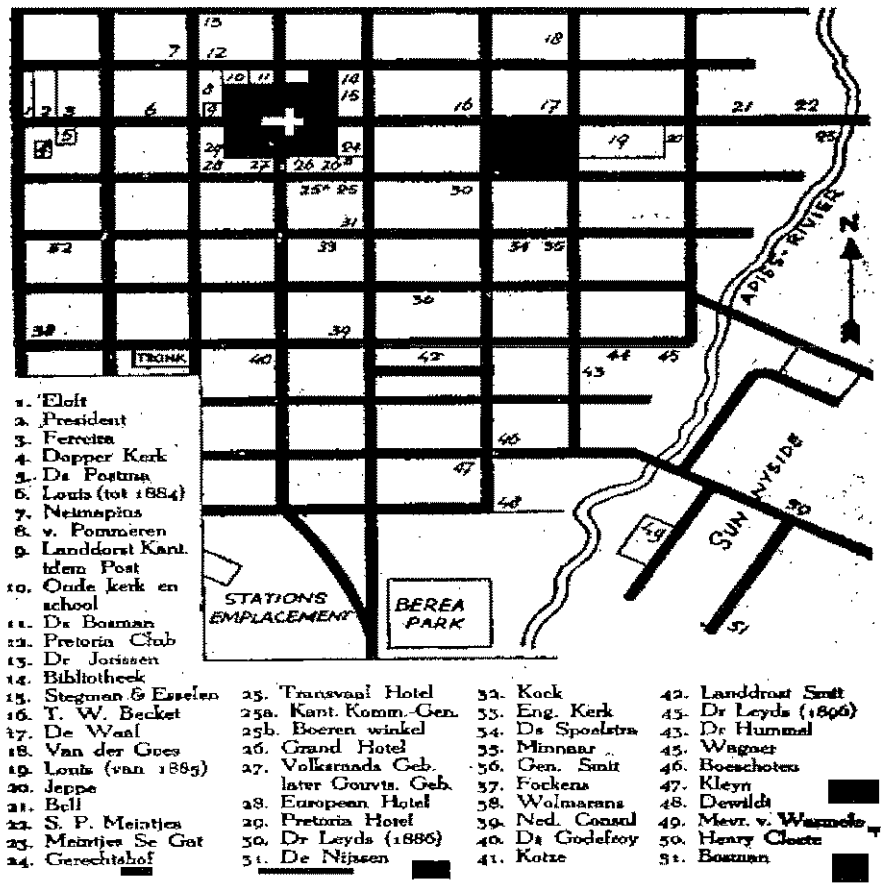 13
7 12 18
10 11 14
8 15
1 2 3 6 9 16 17 21 22
5 19 20 23
4 29 24
28 27 26 26ᴮ
25ᴬ 25 30
31
32 33 34 35
APIES-RIVIER
Z
36
38 39
TRONK 40 42 44 45
43
46
47
48
SUNNYSIDE
50
49
51
STATIONS
EMPLACEMENT
BEREA
PARK
1. Eloff
2. President
3. Ferreira
4. Dopper Kerk
5. Ds Postma
6. Louis (tot 1884)
7. Nelmapius
8. v. Pommeren
9. Landdorst Kant.
Idem Post
10. Oude kerk en
school
11. Ds Bosman
12. Pretoria Club
13. Dr Jorissen
14. Bibliotheek
15. Stegman & Esselen
16. T. W. Becket
17. De Waal
18. Van der Goes
19. Louis (van 1885)
20. Jeppe
21. Bell
22. S. P. Meintjes
23. Meintjes Se Gat
24. Gerechtshof
25. Transvaal Hotel
25a. Kant. Komm.-Gen.
25b. Boeren winkel
26. Grand Hotel
27. Volksraads Geb.
later Gouvts. Geb.
28. European Hotel
29. Pretoria Hotel
30. Dr Leyds (1886)
31. De Nijssen
32. Kock
33. Eng. Kerk
34. Ds Spoelstra
35. Minnaar
36. Gen. Smit
37. Fockens
38. Wolmarans
39. Ned. Consul
40. Ds Godefroy
41. Kotze
42. Landdrost Smit
43. Dr Leyds (1896)
43. Dr Hummel
45. Wagner
46. Boeschoten
47. Kleyn
48. Dewildt
49. Mevr. v. Warmelo
50. Henry Cloete
51. Bosman